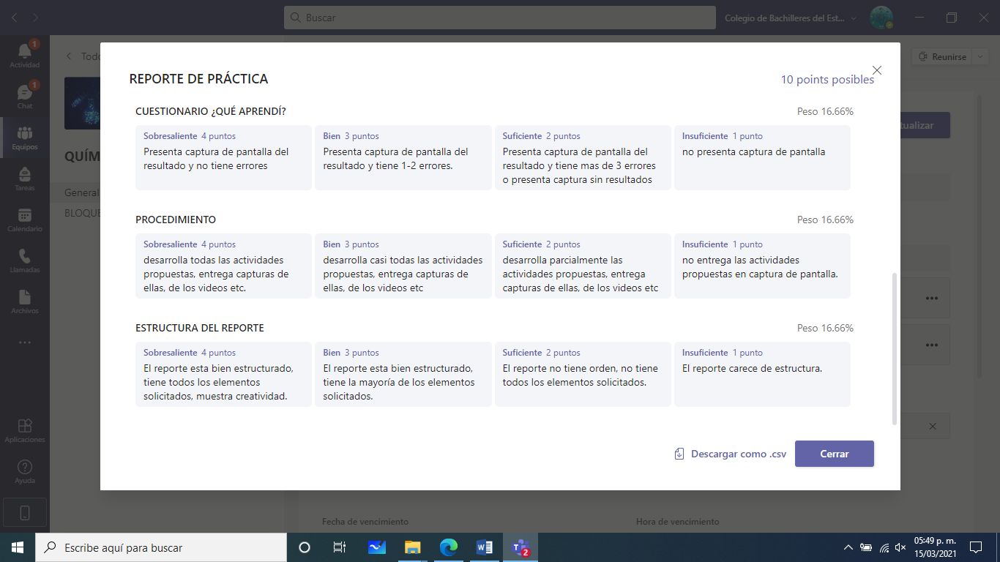 Buscar
Colegio de Bachilleres del Est...
Actividad
1
Chat
1
Equipos
Tareas
Calendario
Llamadas
Archivos
Aplicaciones
Ayuda
QUÍM
General
BLOQUE
Reunirse
tualizar
REPORTE DE PRÁCTICA
10 points posibles
CUESTIONARIO ¿QUÉ APRENDÍ?
Peso 16.66%
Sobresaliente 4 puntos
Presenta captura de pantalla del
resultado y no tiene errores
Bien 3 puntos
Presenta captura de pantalla del
resultado y tiene 1-2 errores.
Suficiente 2 puntos
Presenta captura de pantalla del
resultado y tiene mas de 3 errores
o presenta captura sin resultados
Insuficiente 1 punto
no presenta captura de pantalla
PROCEDIMIENTO
Peso 16.66%
Sobresaliente 4 puntos
desarrolla todas las actividades
propuestas, entrega capturas de
ellas, de los videos etc.
Bien 3 puntos
desarrolla casi todas las actividades
propuestas, entrega capturas de
ellas, de los videos etc
Suficiente 2 puntos
desarrolla parcialmente las
actividades propuestas, entrega
capturas de ellas, de los videos etc
Insuficiente 1 punto
no entrega las actividades
propuestas en captura de pantalla.
ESTRUCTURA DEL REPORTE
Peso 16.66%
Sobresaliente 4 puntos
El reporte esta bien estructurado,
tiene todos los elementos
solicitados, muestra creatividad.
Bien 3 puntos
El reporte esta bien estructurado,
tiene la mayoría de los elementos
solicitados.
Suficiente 2 puntos
El reporte no tiene orden, no tiene
todos los elementos solicitados.
Insuficiente 1 punto
El reporte carece de estructura.
Descargar como .csv
Cerrar
Fecha de vencimiento
Hora de vencimiento
Escribe aquí para buscar
2
05:49 p. m.
15/03/2021